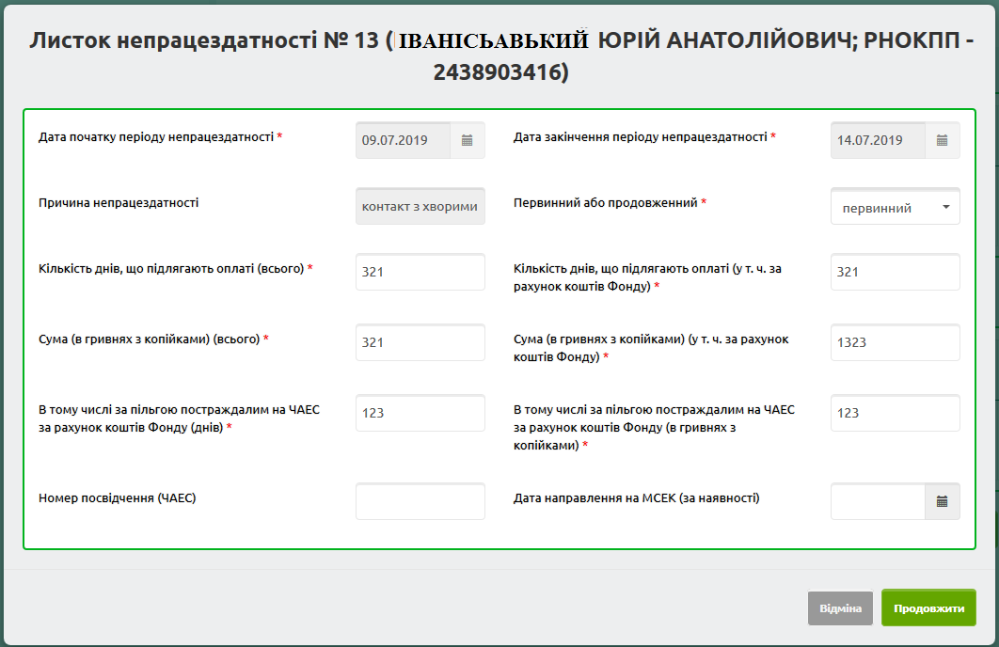 Листок непрацездатності № 13 ( ІВАНІСЬАВЬКИЙ ЮРІЙ АНАТОЛІЙОВИЧ; РНОКПП -
2438903416)
Дата початку періоду непрацездатності *
09.07.2019
Дата закінчення періоду непрацездатності *
14.07.2019
Причина непрацездатності
контакт з хворими
Первинний або продовженний *
первинний
Кількість днів, що підлягають оплаті (всього) *
321
Кількість днів, що підлягають оплаті (у т. ч. за
рахунок коштів Фонду) *
321
Сума (в гривнях з копійками) (всього) *
321
Сума (в гривнях з копійками) (у т. ч. за рахунок
коштів Фонду) *
1323
В тому числі за пільгою постраждалим на ЧАЕС
за рахунок коштів Фонду (днів) *
123
В тому числі за пільгою постраждалим на ЧАЕС
за рахунок коштів Фонду (в гривнях з
копійками) *
123
Номер посвідчення (ЧАЕС)
Дата направлення на МСЕК (за наявності)
Відміна
Продовжити